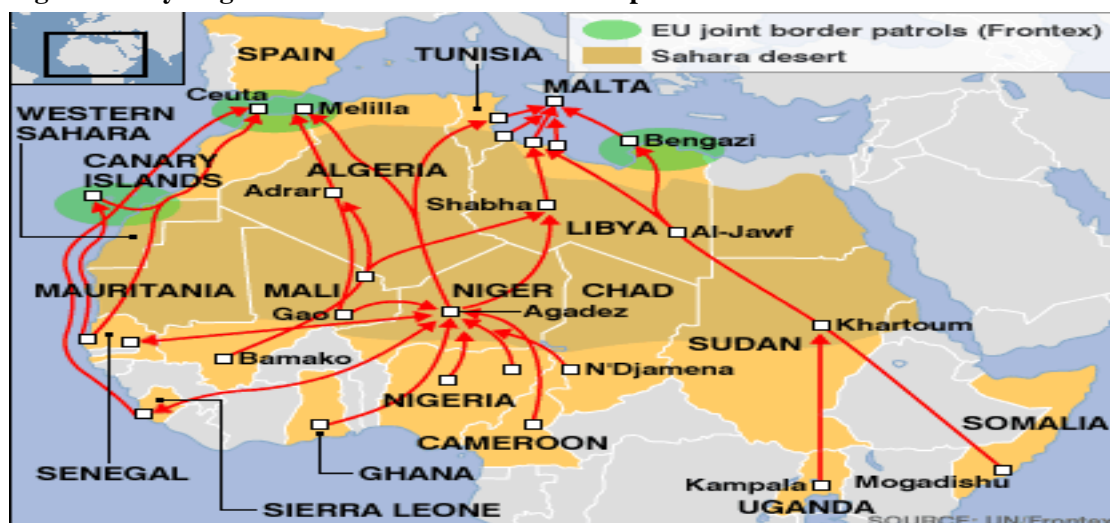 EU joint border patrols (Frontex)
Sahara desert
SPAIN
TUNISIA
MALTA
Ceuta
Melilla
WESTERN
SAHARA
Bengazi
CANARY
ISLANDS
ALGERIA
Adrar
Shabha
LIBYA
Al-Jawf
MAURITANIA
MALI
NIGER
CHAD
Gao
Agadez
Khartoum
SUDAN
Bamako
N'Djamena
NIGERIA
SOMALIA
CAMEROON
SENEGAL
GHANA
Kampala
Mogadishu
UGANDA
SIERRA LEONE
SOURCE: UN/Frontex